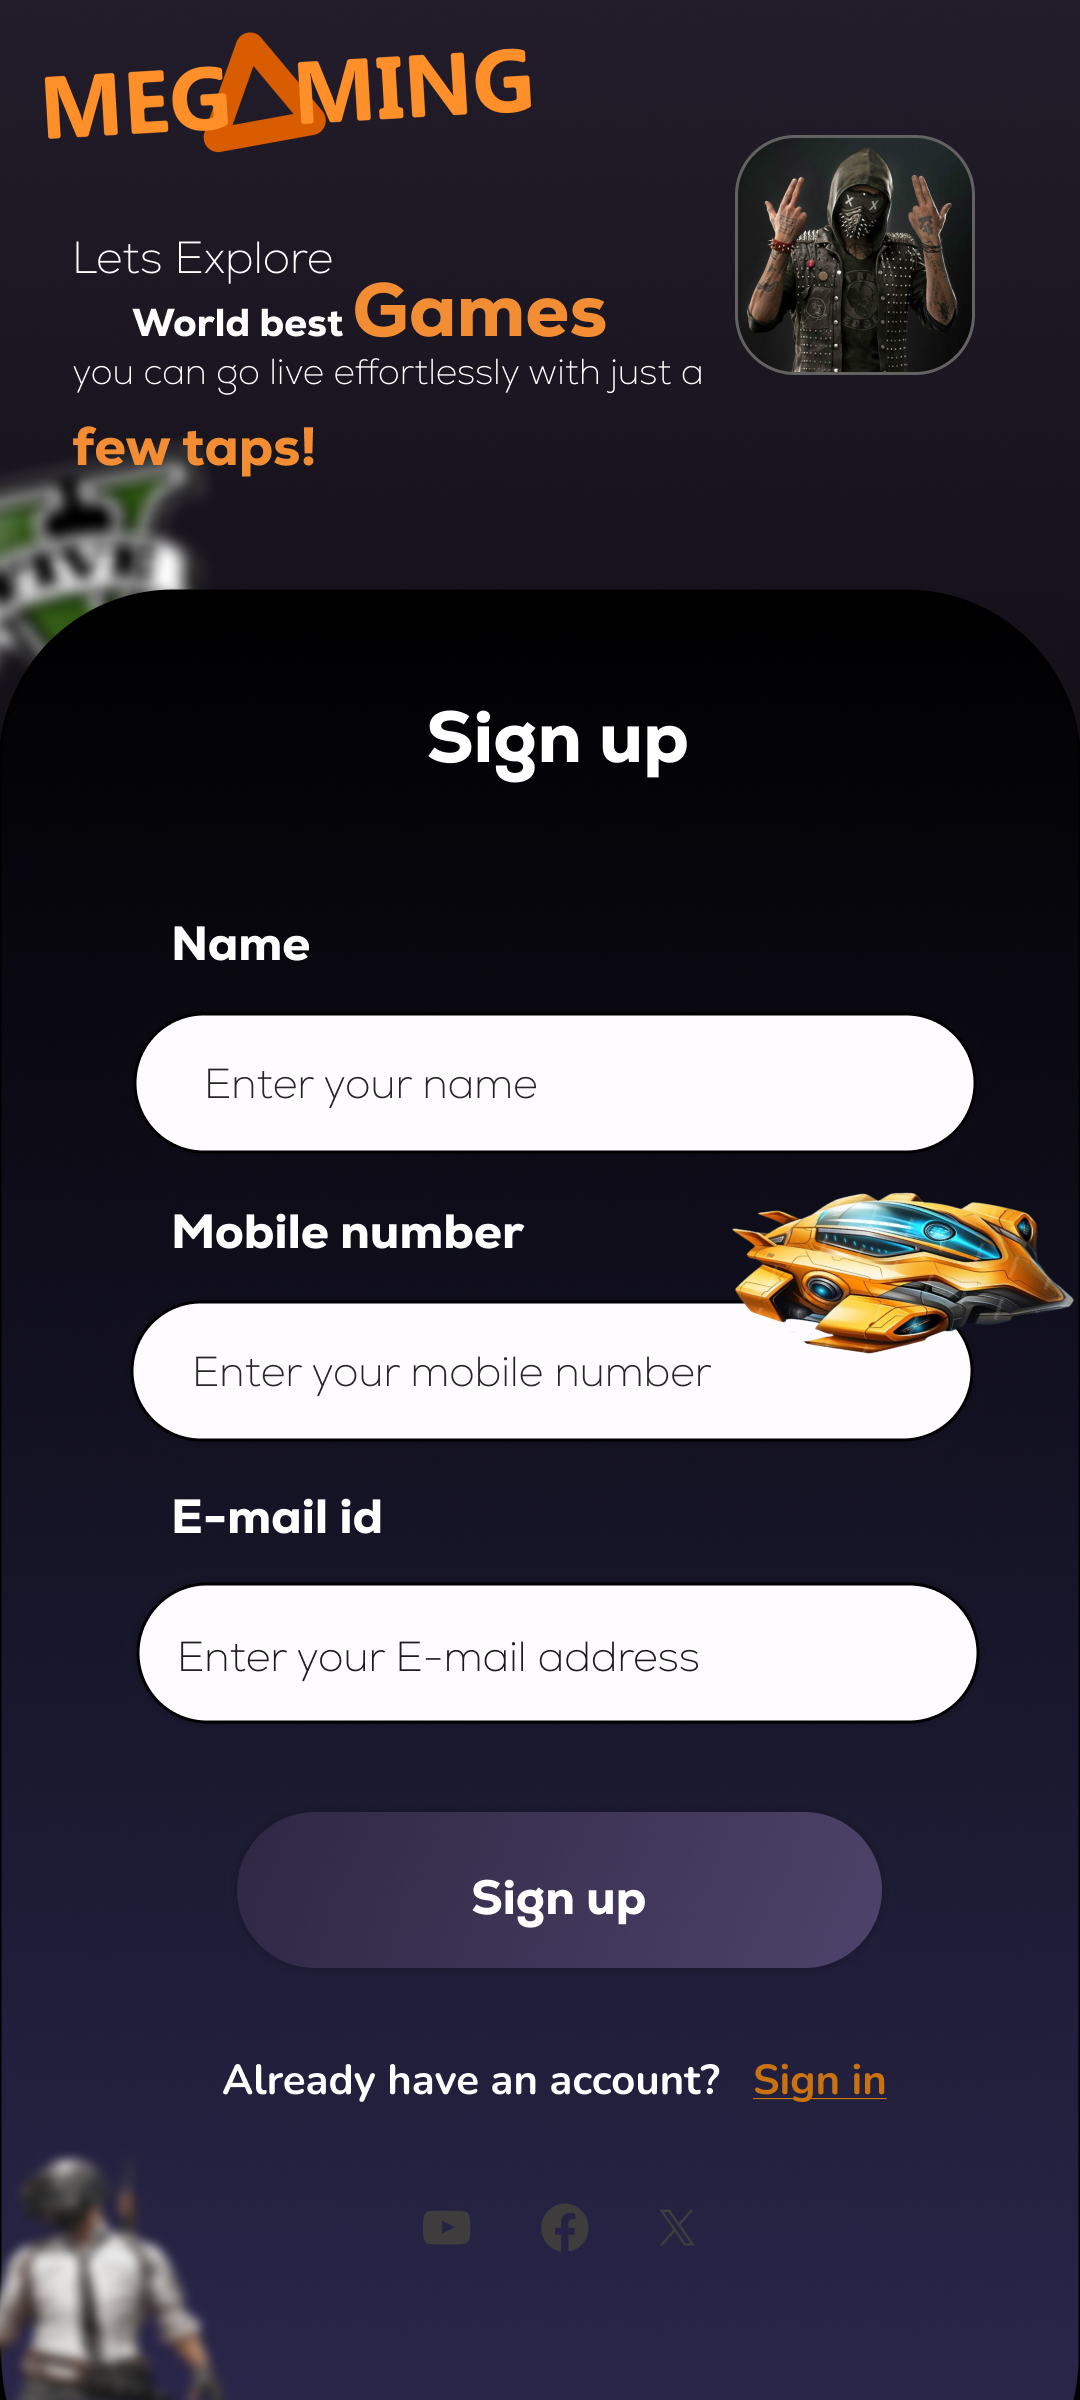 MEGAMING
Lets Explore
World best Games
you can go live effortlessly with just a
few taps!
FIVE
Sign up
Name
Enter your name
Mobile number
Enter your mobile number
E-mail id
Enter your E-mail address
Sign up
Already have an account? Sign in